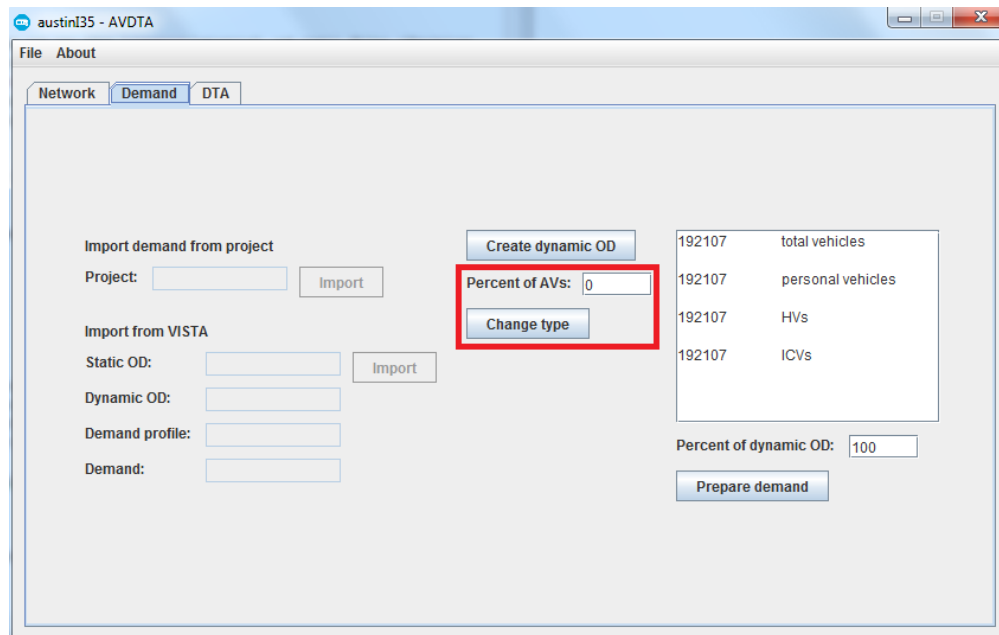 austinI35 - AVDTA
File About
Network Demand DTA
Import demand from project
Project:
Import
Import from VISTA
Static OD:
Import
Dynamic OD:
Demand profile:
Demand:
Create dynamic OD
Percent of AVs: 0
Change type
192107 total vehicles
192107 personal vehicles
192107 HVs
192107 ICVs
Percent of dynamic OD: 100
Prepare demand